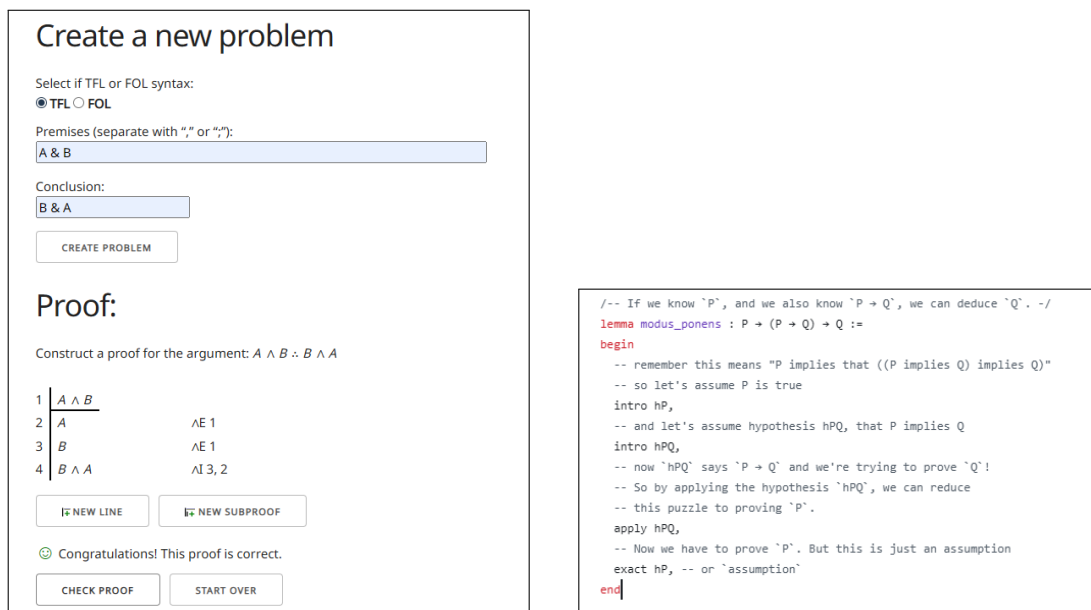 Create a new problem
Select if TFL or FOL syntax:
TFL FOL
Premises (separate with “,” or “;”):
A & B
Conclusion:
B & A
CREATE PROBLEM
Proof:
Construct a proof for the argument: A ∧ B ∴ B ∧ A
1 A ∧ B
2 A ∧E 1
3 B ∧E 1
4 B ∧ A ∧I 3, 2
NEW LINE NEW SUBPROOF
Congratulations! This proof is correct.
CHECK PROOF START OVER
/-- If we know `P`, and we also know `P → Q`, we can deduce `Q`. -/
lemma modus_ponens : P → (P → Q) → Q :=
begin
  -- remember this means "P implies that ((P implies Q) implies Q)"
  -- so let's assume P is true
  intro hP,
  -- and let's assume hypothesis hPQ, that P implies Q
  intro hPQ,
  -- now `hPQ` says `P → Q` and we're trying to prove `Q`!
  -- So by applying the hypothesis `hPQ`, we can reduce
  -- this puzzle to proving `P`.
  apply hPQ,
  -- Now we have to prove `P`. But this is just an assumption
  exact hP, -- or `assumption`
end